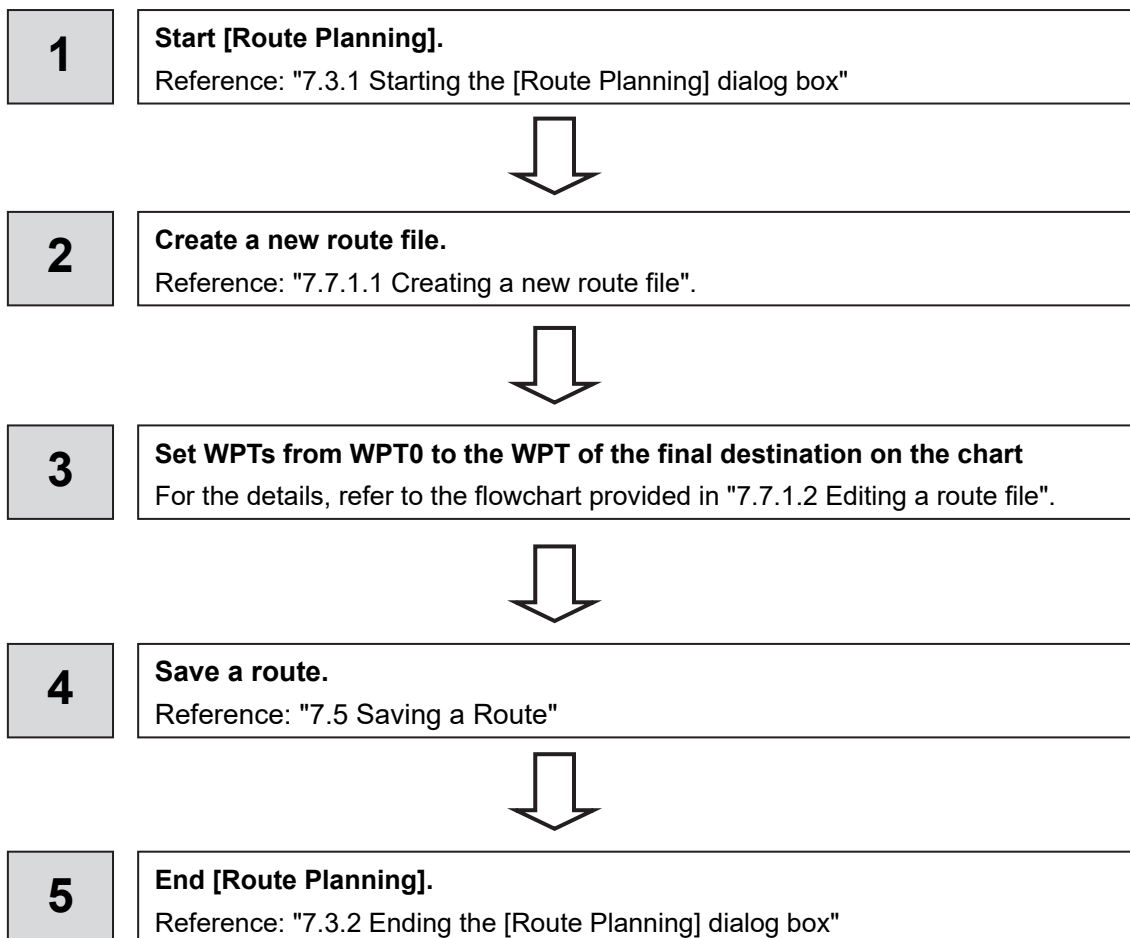 1
Start [Route Planning].
Reference: "7.3.1 Starting the [Route Planning] dialog box"
2
Create a new route file.
Reference: "7.7.1.1 Creating a new route file".
3
Set WPTs from WPT0 to the WPT of the final destination on the chart
For the details, refer to the flowchart provided in "7.7.1.2 Editing a route file".
4
Save a route.
Reference: "7.5 Saving a Route"
5
End [Route Planning].
Reference: "7.3.2 Ending the [Route Planning] dialog box"